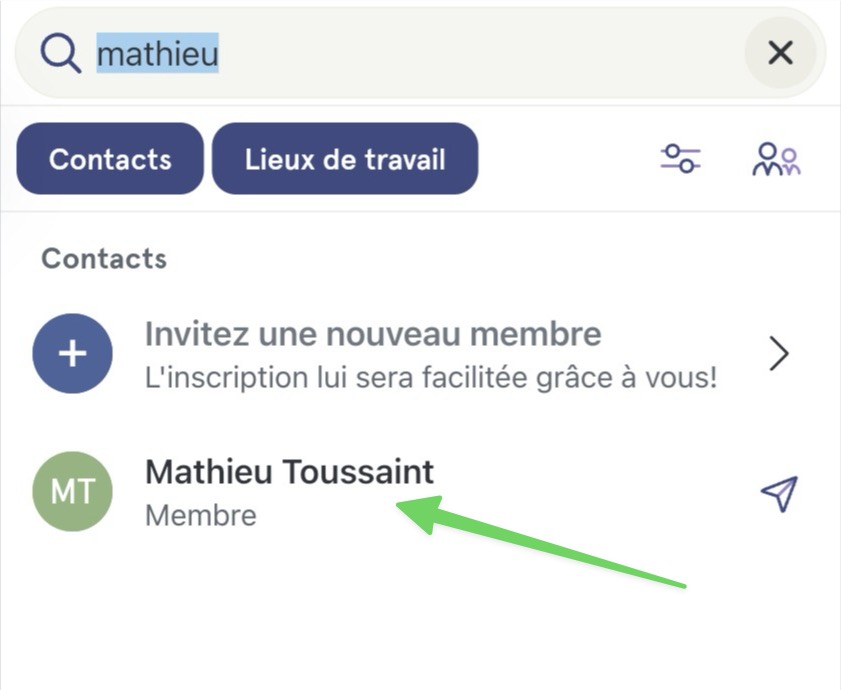 mathieu
Contacts
Lieux de travail
Contacts
Invitez une nouveau membre
L'inscription lui sera facilitée grâce à vous!
MT
Mathieu Toussaint
Membre